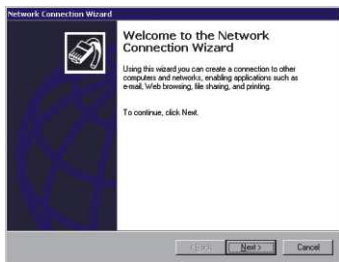 Network Connection Wizard
Welcome to the Network
Connection Wizard
Using this wizard you can create a connection to other
computers and networks, enabling applications such as
e-mail, Web browsing, file sharing, and printing.
To continue, click Next.
< Back
Next >
Cancel